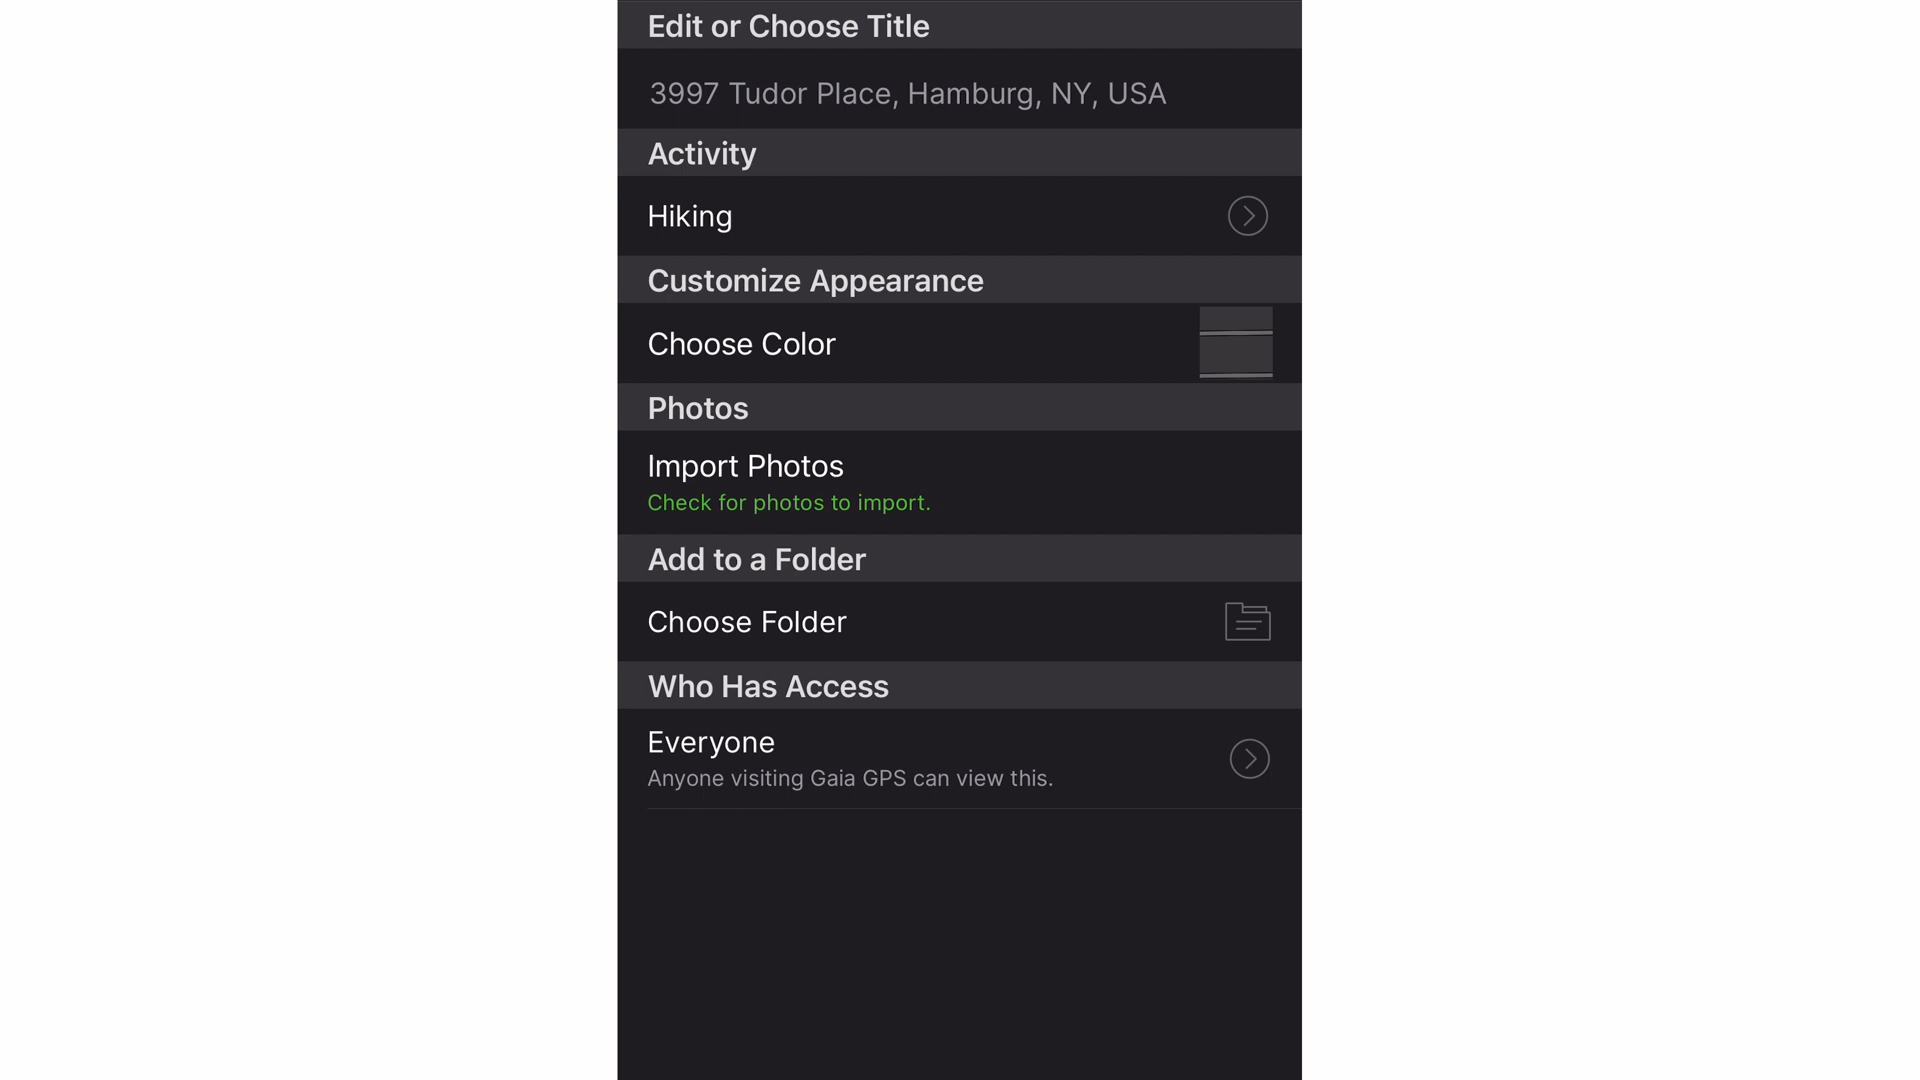 Edit or Choose Title
3997 Tudor Place, Hamburg, NY, USA
Activity
Hiking
Customize Appearance
Choose Color
Photos
Import Photos
Check for photos to import.
Add to a Folder
Choose Folder
Who Has Access
Everyone
Anyone visiting Gaia GPS can view this.